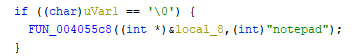 if ((char)uVar1 == '\0') {
FUN_004055c8((int *)&local_8,(int)"notepad");
}